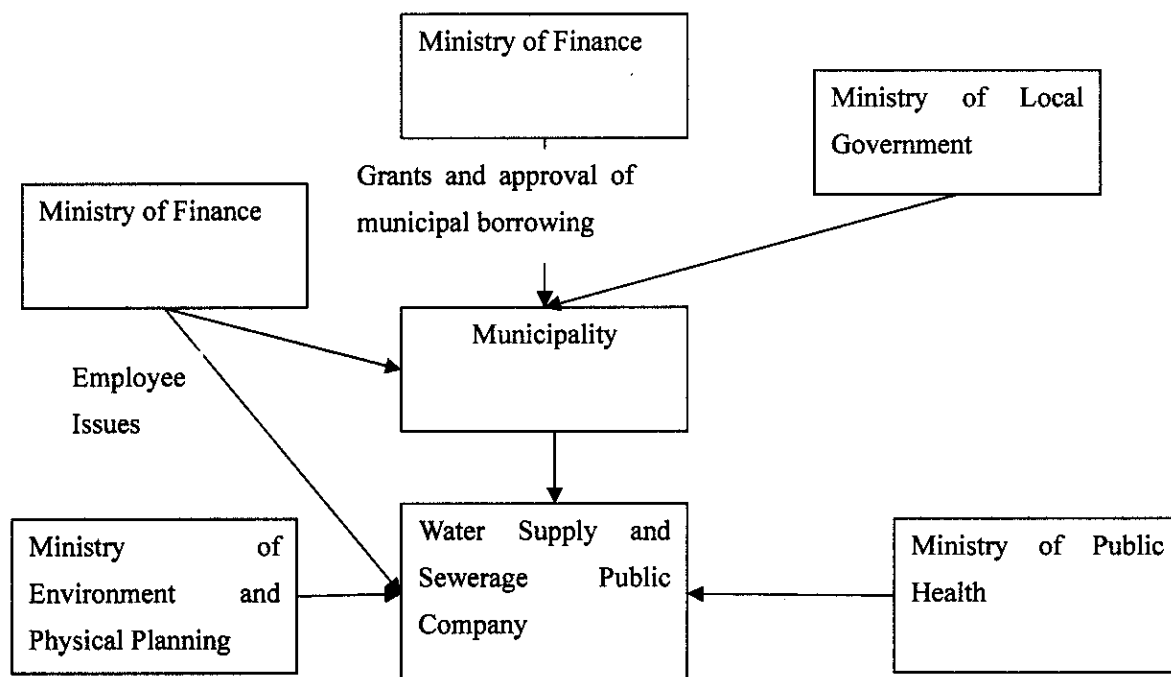 Ministry of Finance
Ministry of Local
Government
Grants and approval of
municipal borrowing
Ministry of Finance
Municipality
Employee
Issues
Ministry of
Environment and
Physical Planning
Water Supply and
Sewerage Public
Company
Ministry of Public
Health